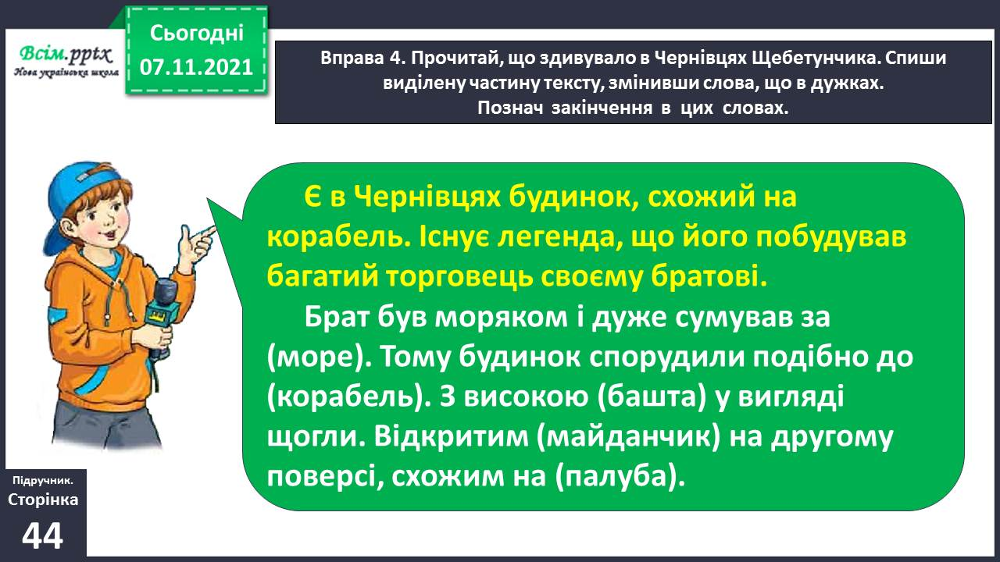 Всім.pptx
Нова українська школа
Сьогодні
07.11.2021
Вправа 4. Прочитай, що здивувало в Чернівцях Щебетунчика. Спиши
виділену частину тексту, змінивши слова, що в дужках.
Познач закінчення в цих словах.
Є в Чернівцях будинок, схожий на
корабель. Існує легенда, що його побудував
багатий торговець своєму братові.
Брат був моряком і дуже сумував за
(море). Тому будинок спорудили подібно до
(корабель). З високою (башта) у вигляді
щогли. Відкритим (майданчик) на другому
поверсі, схожим на (палуба).
Підручник.
Сторінка
44